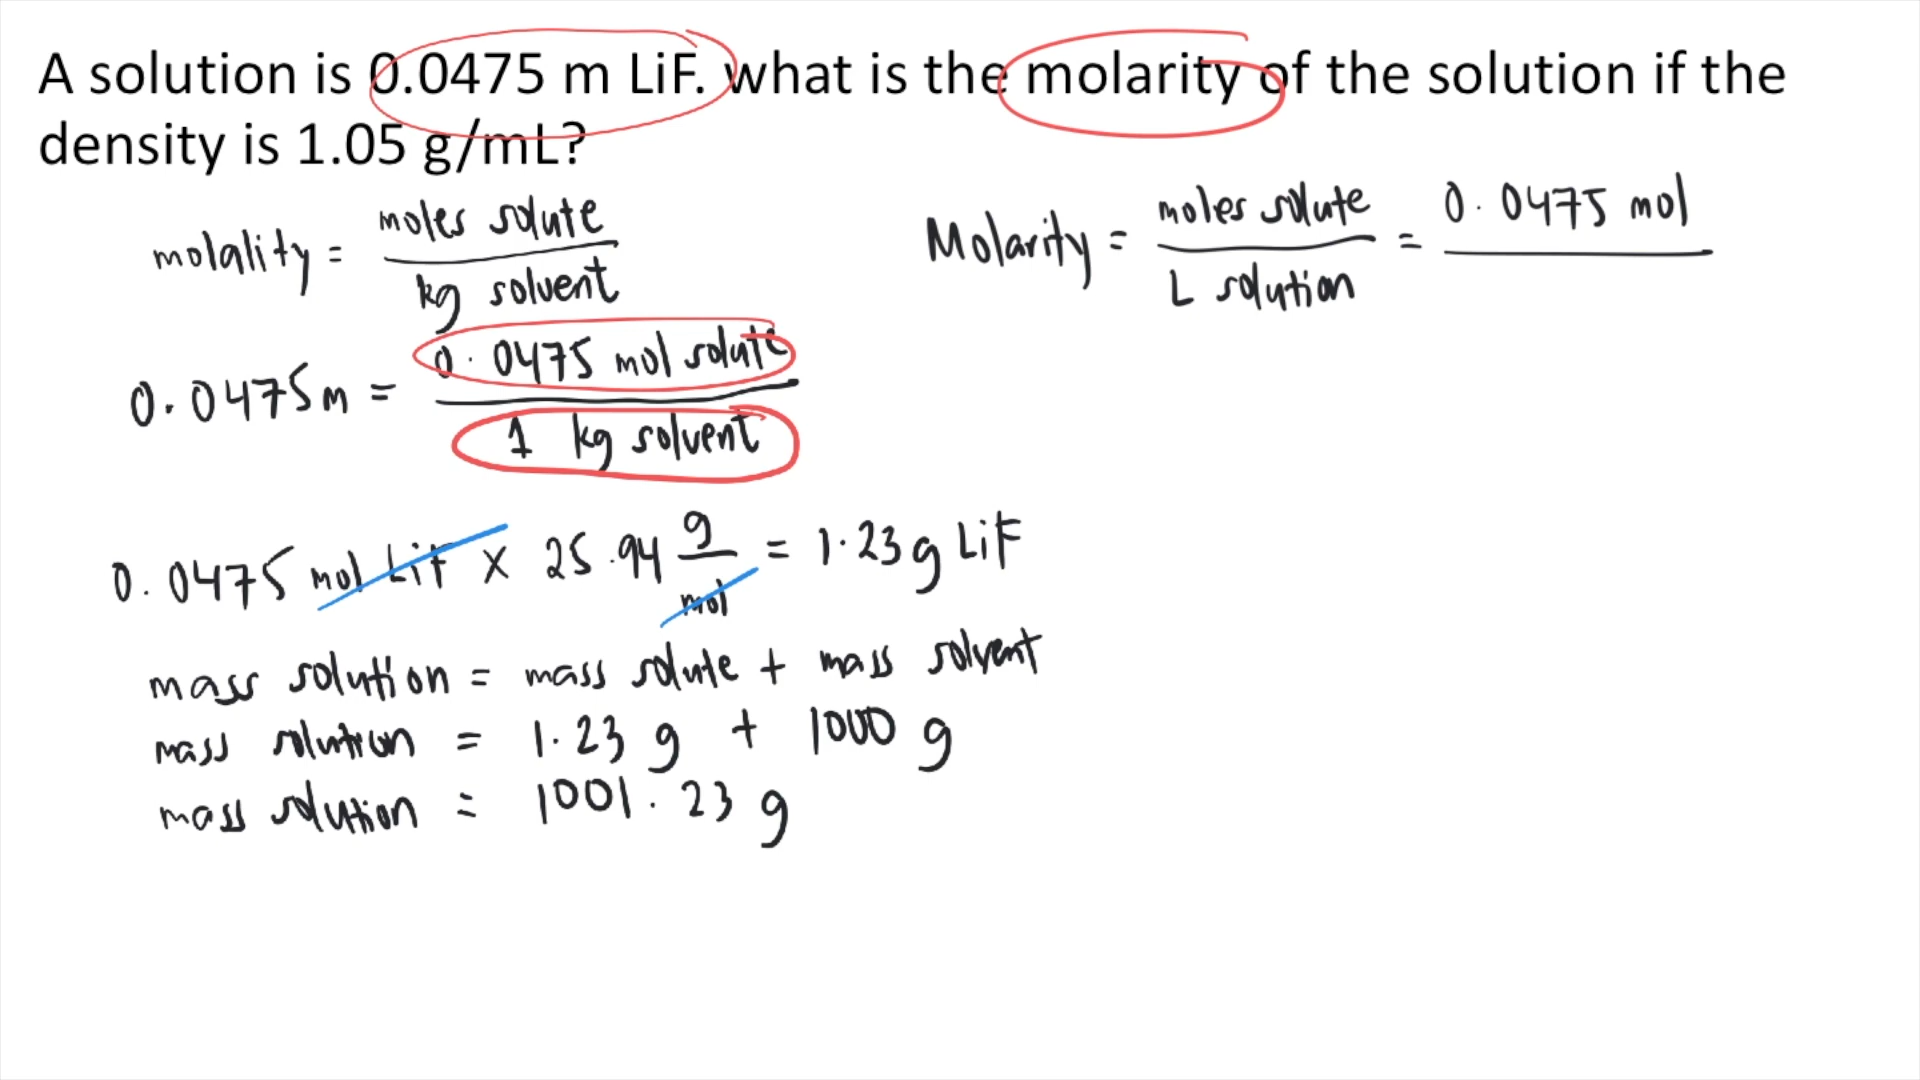 A solution is 0.0475 m LiF. what is the molarity of the solution if the
density is 1.05 g/mL?
molality = moles solute / kg solvent
Molarity = moles solute / L solution = 0.0475 mol
0.0475 m = 0.0475 mol solute / 1 kg solvent
0.0475 mol LiF × 25.94 g / mol = 1.23 g LiF
mass solution = mass solute + mass solvent
mass solution = 1.23 g + 1000 g
mass solution = 1001.23 g